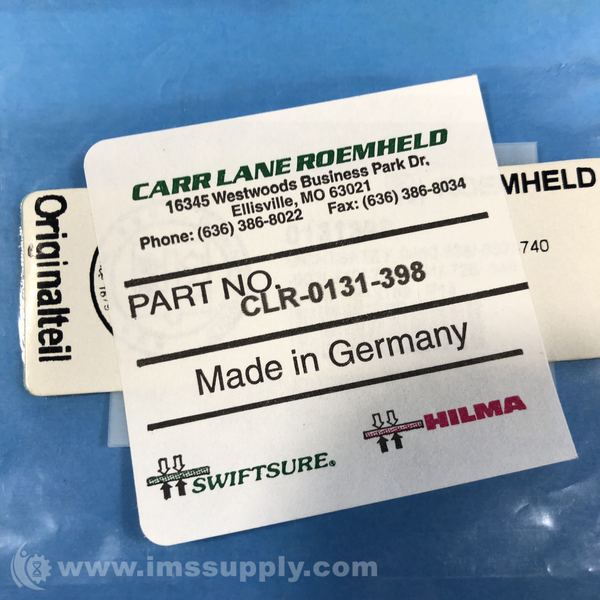 CARR LANE ROEMHELD
16345 Westwoods Business Park Dr.
Ellisville, MO 63021
Phone: (636) 386-8022 Fax: (636) 386-8034
PART NO.
CLR-0131-398
Made in Germany
SWIFTSURE®
HILMA
Originalteil
EMHELD
740
www.imssupply.com